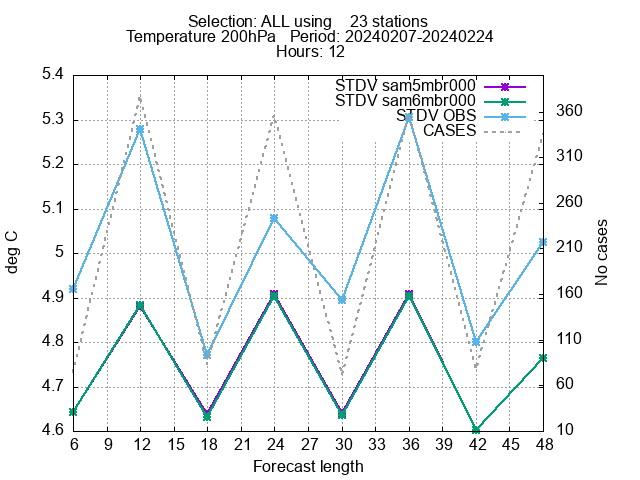 Selection: ALL using    23 stations
Temperature 200hPa   Period: 20240207-20240224
Hours: 12
STDV sam5mbr000
STDV sam6mbr000
STDV OBS
CASES
5.4
5.3
5.2
5.1
5
4.9
4.8
4.7
4.6
deg C
360
310
260
210
160
110
60
10
No cases
6 9 12 15 18 21 24 27 30 33 36 39 42 45 48
Forecast length